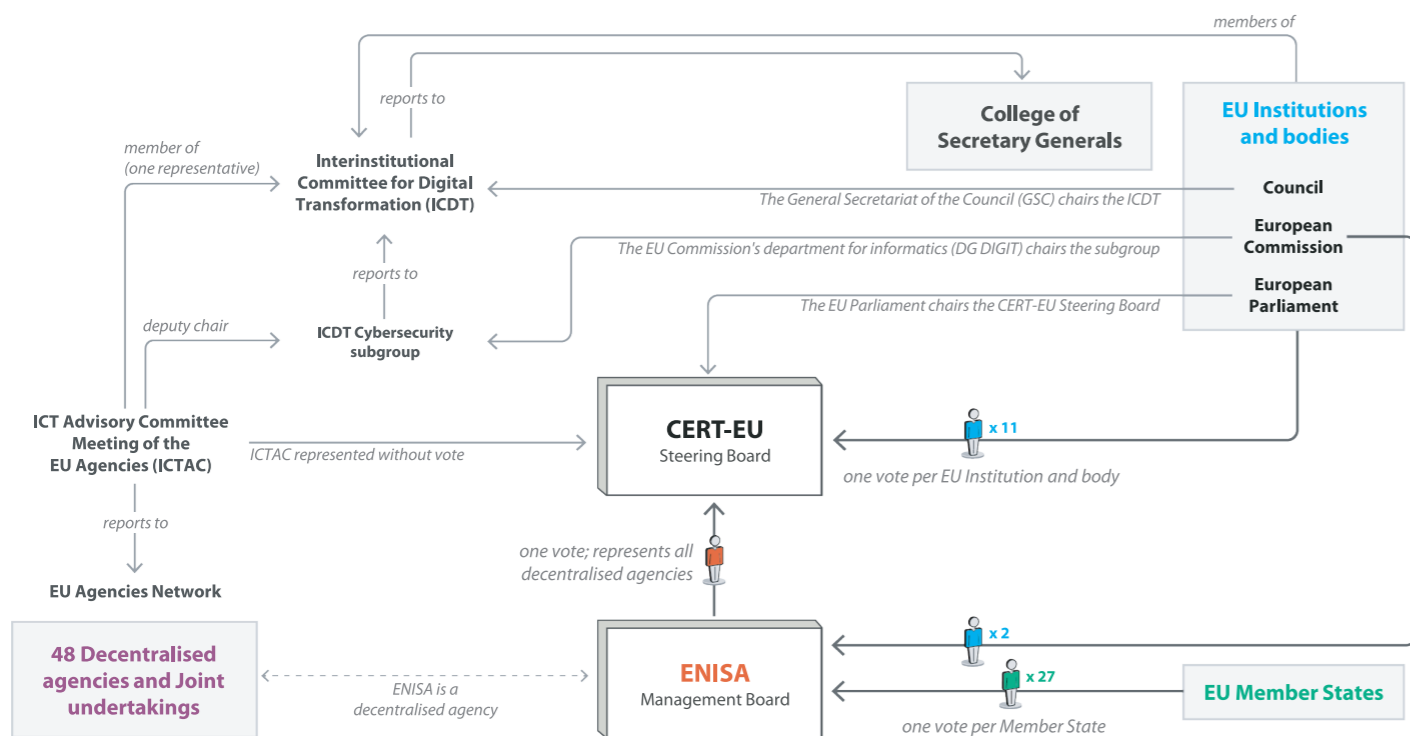 members of
reports to
College of
Secretary Generals
EU Institutions
and bodies
member of
(one representative)
Interinstitutional
Committee for Digital
Transformation (ICDT)
The General Secretariat of the Council (GSC) chairs the ICDT
Council
The EU Commission's department for informatics (DG DIGIT) chairs the subgroup
European
Commission
reports to
The EU Parliament chairs the CERT-EU Steering Board
European
Parliament
deputy chair
ICDT Cybersecurity
subgroup
ICT Advisory Committee
Meeting of the
EU Agencies (ICTAC)
ICTAC represented without vote
CERT-EU
Steering Board
x 11
one vote per EU Institution and body
reports to
one vote; represents all
decentralised agencies
EU Agencies Network
48 Decentralised
agencies and Joint
undertakings
ENISA is a
decentralised agency
ENISA
Management Board
x 2
x 27
one vote per Member State
EU Member States